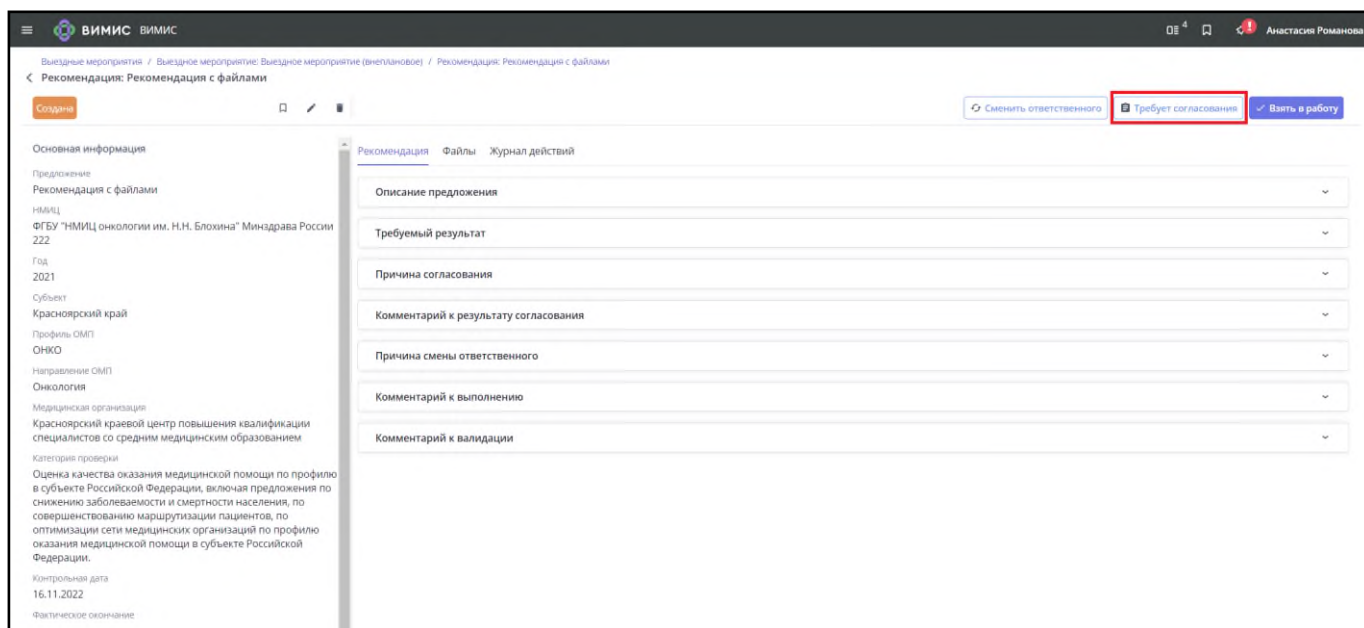 ВИМИС ВИМИС
4
Анастасия Романова
Выездные мероприятия / Выездное мероприятие: Выездное мероприятие (внеплановое) / Рекомендация: Рекомендация с файлами
Рекомендация: Рекомендация с файлами
Создана
Сменить ответственного
Требует согласования
Взять в работу
Основная информация
Предложение
Рекомендация с файлами
НМИЦ
ФГБУ "НМИЦ онкологии им. Н.Н. Блохина" Минздрава России
222
Год
2021
Субъект
Красноярский край
Профиль ОМП
ОНКО
Направление ОМП
Онкология
Медицинская организация
Красноярский краевой центр повышения квалификации
специалистов со средним медицинским образованием
Категория проверки
Оценка качества оказания медицинской помощи по профилю
в субъекте Российской Федерации, включая предложения по
снижению заболеваемости и смертности населения, по
совершенствованию маршрутизации пациентов, по
оптимизации сети медицинских организаций по профилю
оказания медицинской помощи в субъекте Российской
Федерации.
Контрольная дата
16.11.2022
Фактическое окончание
Рекомендация Файлы Журнал действий
Описание предложения
Требуемый результат
Причина согласования
Комментарий к результату согласования
Причина смены ответственного
Комментарий к выполнению
Комментарий к валидации